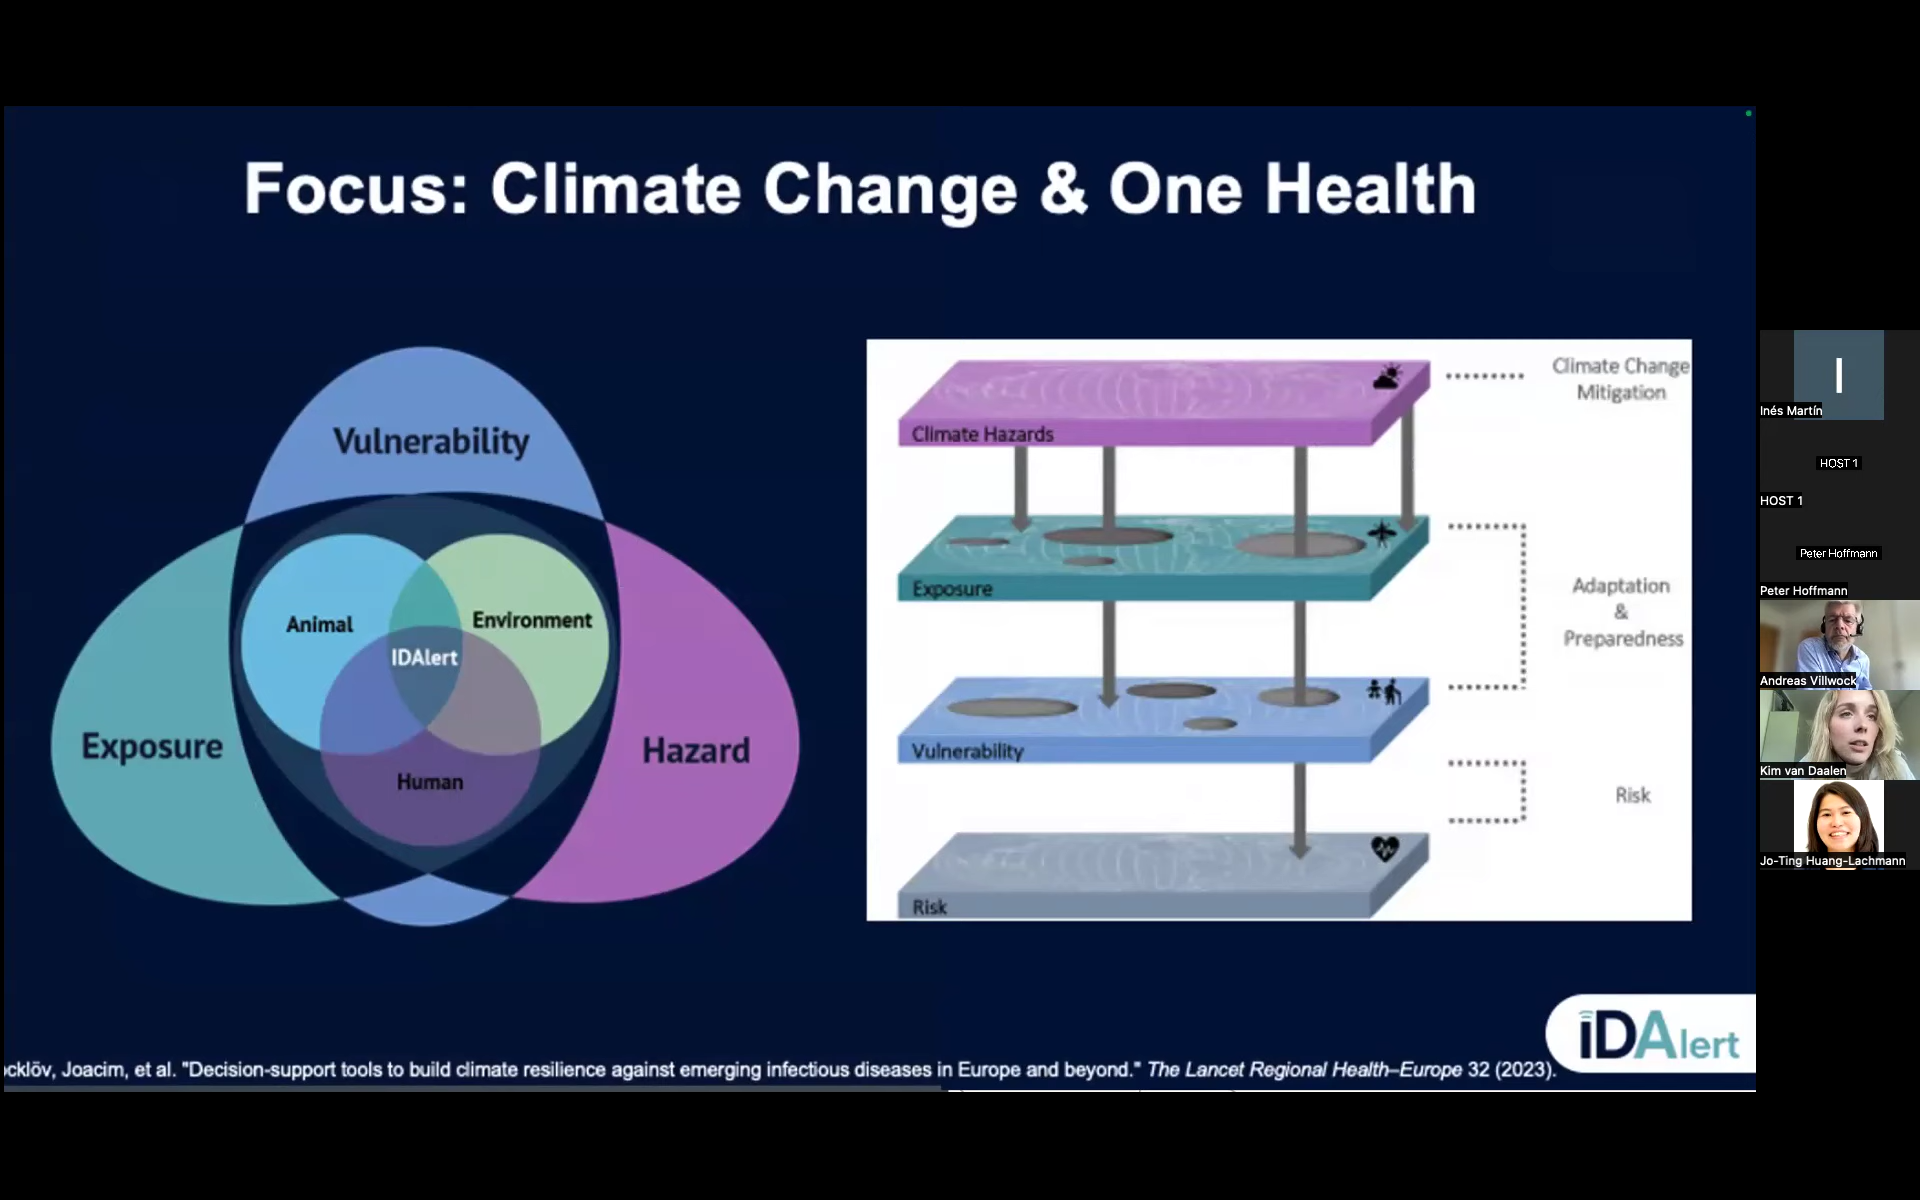 Focus: Climate Change & One Health
Vulnerability
Exposure
Hazard
Animal
Environment
IDAlert
Human
Climate Hazards
Exposure
Vulnerability
Risk
Climate Change
Mitigation
Adaptation
&
Preparedness
Risk
iDAlert
ocklöv, Joacim, et al. "Decision-support tools to build climate resilience against emerging infectious diseases in Europe and beyond." The Lancet Regional Health–Europe 32 (2023).
I
Inés Martín
HOST 1
HOST 1
Peter Hoffmann
Peter Hoffmann
Andreas Villwock
Kim van Daalen
Jo-Ting Huang-Lachmann